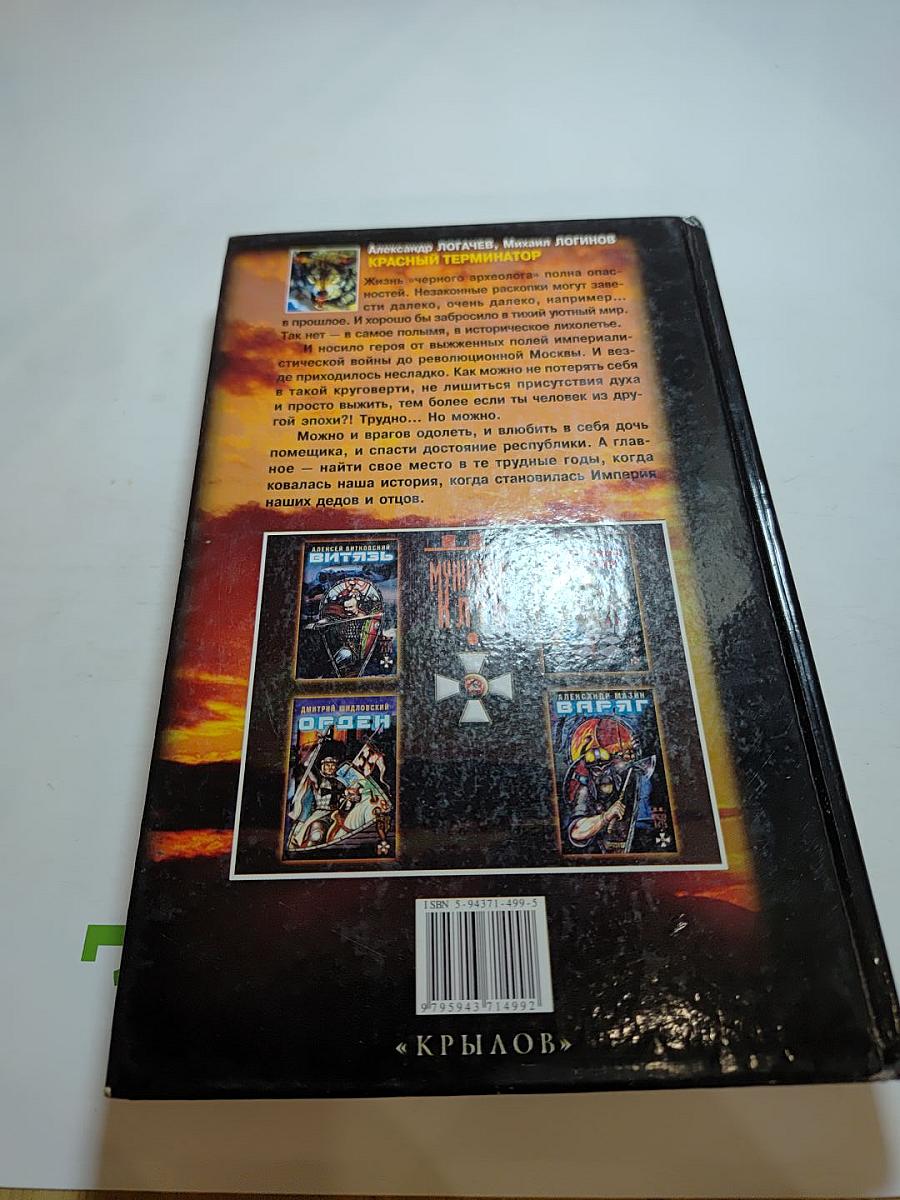 Александр ЛОГАЧЕВ, Михаил ЛОГИНОВ
КРАСНЫЙ ТЕРМИНАТОР
Жизнь "черного археолога" полна опас-
ностей. Незаконные раскопки могут заве-
сти далеко, очень далеко, например...
в прошлое. И хорошо бы забросило в тихий уютный мир.
Так нет — в самое полымя, в историческое лихолетье.
И носило героя от выжженных полей империали-
стической войны до революционной Москвы. И вез-
де приходилось несладко. Как можно не потерять себя
в такой круговерти, не лишиться присутствия духа
и просто выжить, тем более если ты человек из дру-
гой эпохи?! Трудно... Но можно.
Можно и врагов одолеть, и влюбить в себя дочь
помещика, и спасти достояние республики. А глав-
ное — найти свое место в те трудные годы, когда
ковалась наша история, когда становилась Империя
наших дедов и отцов.
АЛЕКСЕЙ ВИТКОВСКИЙ
ВИТЯЗЬ
ДМИТРИЙ ШИДЛОВСКИЙ
ОРДЕН
АЛЕКСАНДР МАЗИН
ВАРЯГ
ISBN 5-94371-499-5
9795943714992
«КРЫЛОВ»